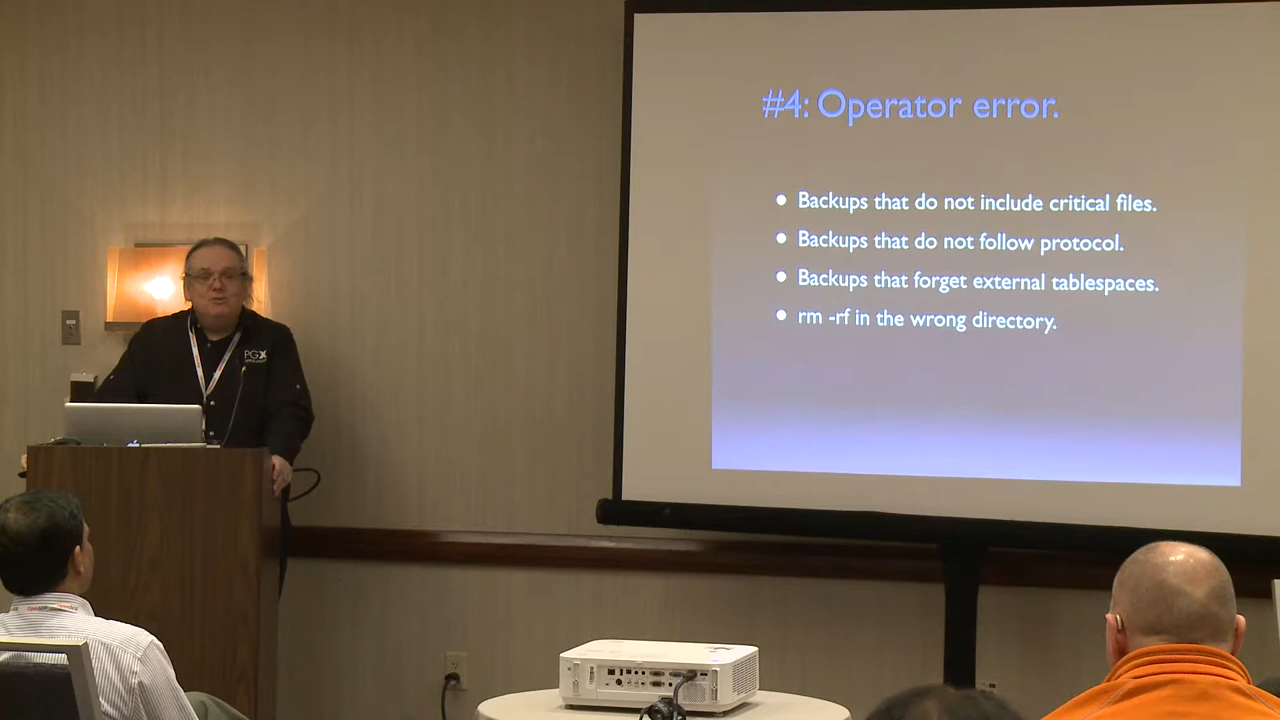 #4: Operator error.
Backups that do not include critical files.
Backups that do not follow protocol.
Backups that forget external tablespaces.
rm -rf in the wrong directory.
PGX